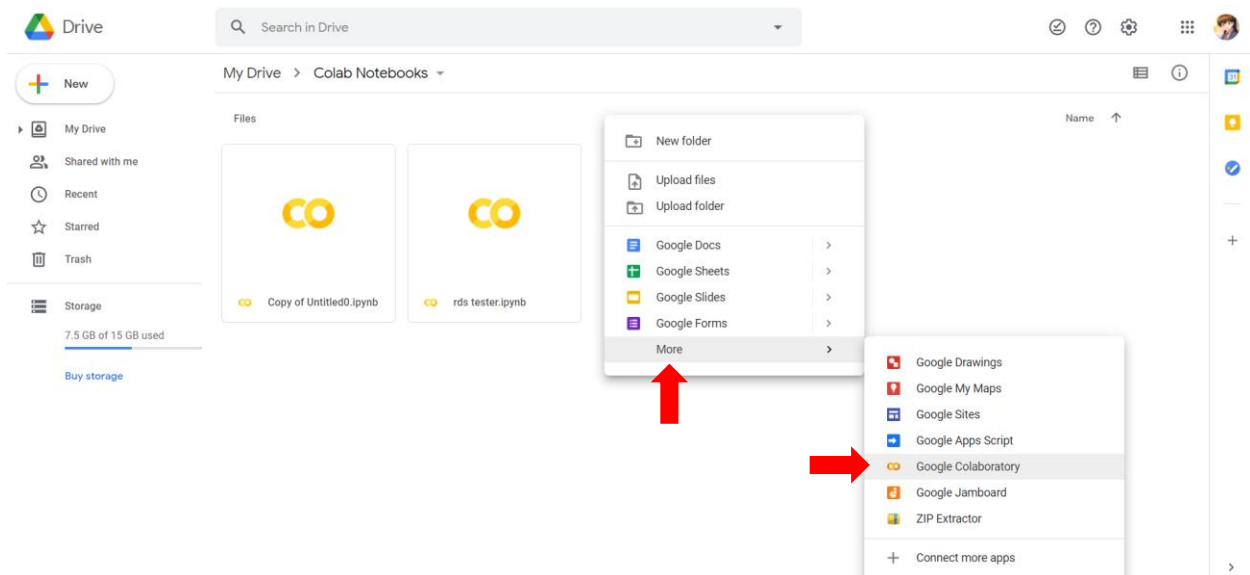 Drive
Search in Drive
New
My Drive > Colab Notebooks
My Drive
Shared with me
Recent
Starred
Trash
Storage
7.5 GB of 15 GB used
Buy storage
Files
Name
CO
Copy of Untitled0.ipynb
CO
rds tester.ipynb
New folder
Upload files
Upload folder
Google Docs
Google Sheets
Google Slides
Google Forms
More
Google Drawings
Google My Maps
Google Sites
Google Apps Script
Google Colaboratory
Google Jamboard
ZIP Extractor
Connect more apps
31